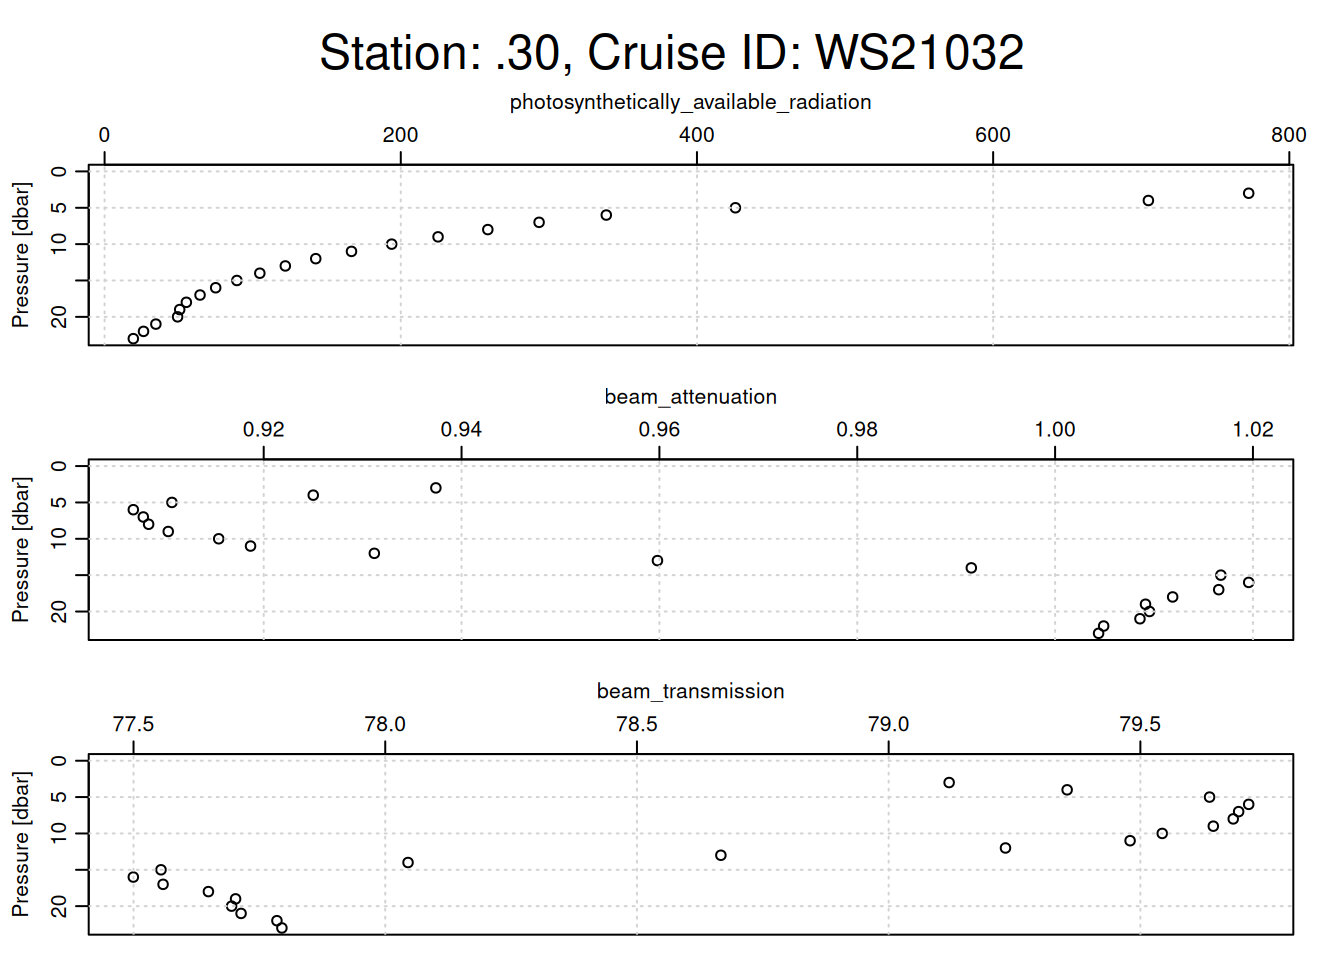 Station: .30, Cruise ID: WS21032
photosynthetically_available_radiation
0 200 400 600 800
Pressure [dbar]
0
5
10
20
beam_attenuation
0.92 0.94 0.96 0.98 1.00 1.02
Pressure [dbar]
0
5
10
20
beam_transmission
77.5 78.0 78.5 79.0 79.5
Pressure [dbar]
0
5
10
20